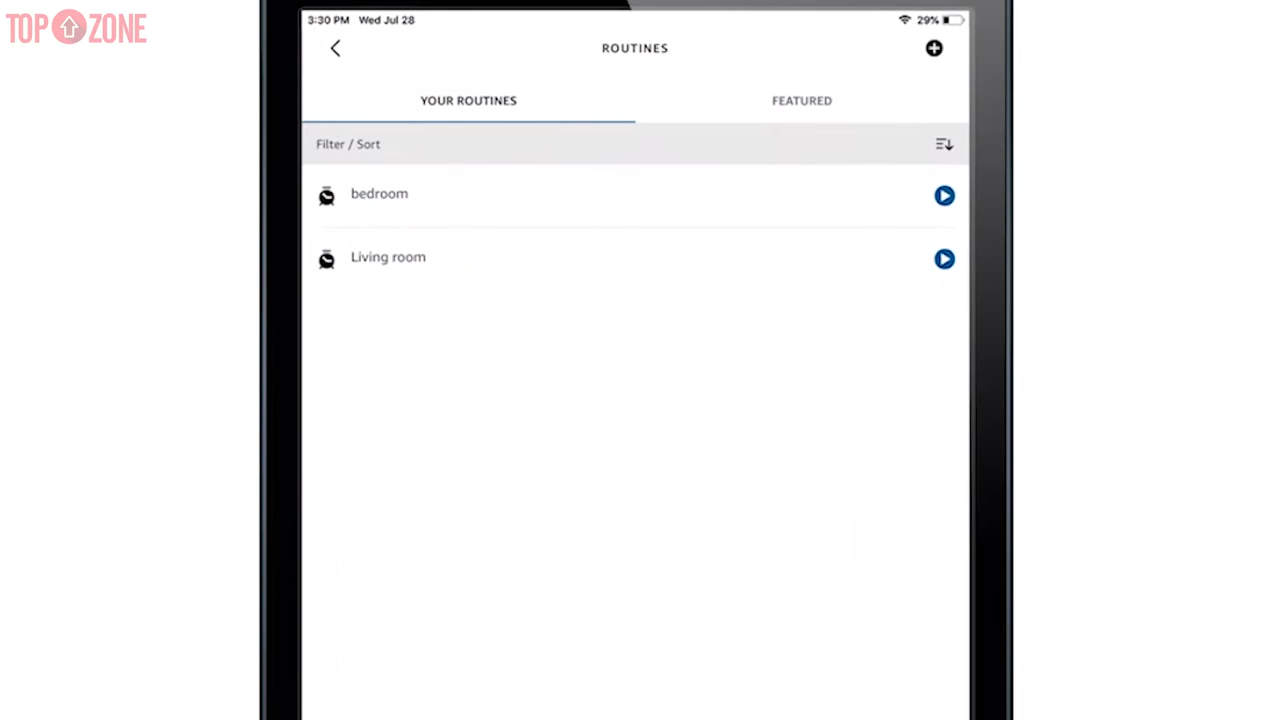 TOP ZONE
3:30 PM Wed Jul 28 29%
ROUTINES
YOUR ROUTINES FEATURED
Filter / Sort
bedroom
Living room